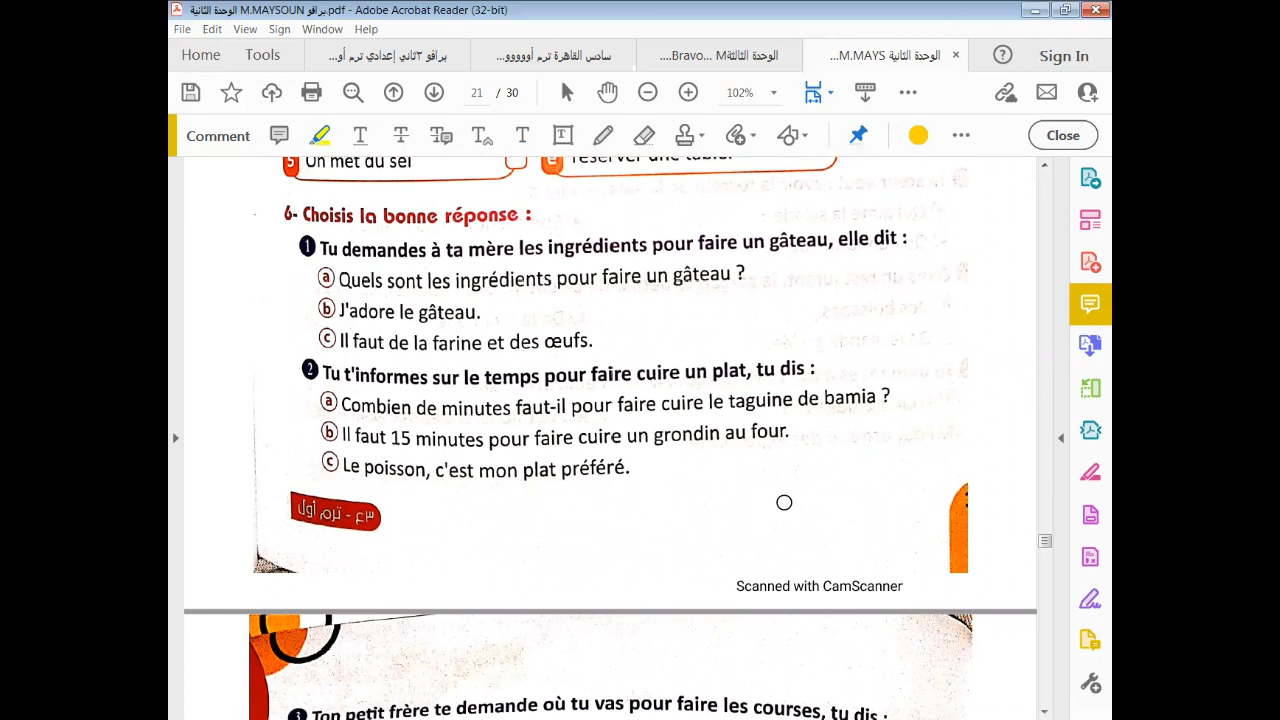 برافو M.MAYSOUN الوحدة الثانية.pdf - Adobe Acrobat Reader (32-bit)
File Edit View Sign Window Help
Home Tools برافو ٣تاني إعدادي ترم أو... سادس القاهرة ترم أووووو... الوحدة الثالثةBravo... M.... الوحدة الثانية M.MAYS... × Sign In
21 / 30 102%
Comment Close
5 Un met du sel
e réserver une table.
6- Choisis la bonne réponse :
1 Tu demandes à ta mère les ingrédients pour faire un gâteau, elle dit :
a Quels sont les ingrédients pour faire un gâteau ?
b J'adore le gâteau.
c Il faut de la farine et des œufs.
2 Tu t'informes sur le temps pour faire cuire un plat, tu dis :
a Combien de minutes faut-il pour faire cuire le taguine de bamia ?
b Il faut 15 minutes pour faire cuire un grondin au four.
c Le poisson, c'est mon plat préféré.
٣ع - ترم أول
Scanned with CamScanner
3 Ton petit frère te demande où tu vas pour faire les courses, tu dis :